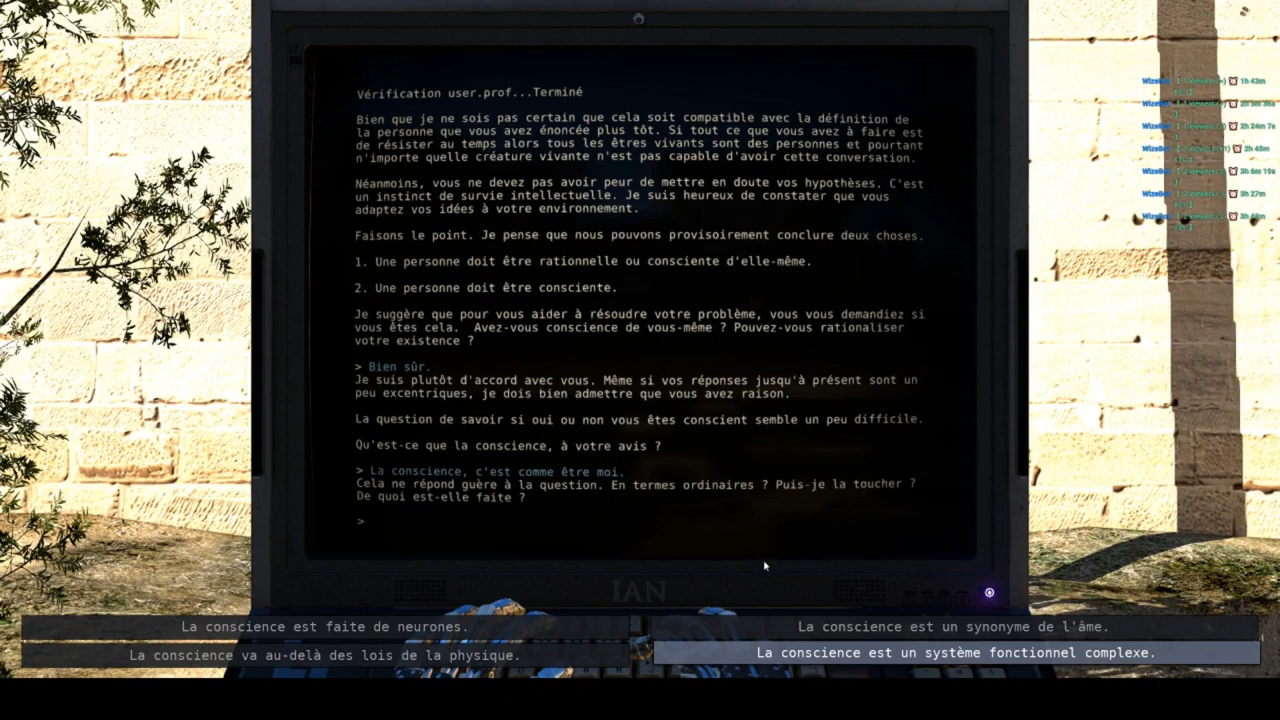 Vérification user.prof...Terminé
Bien que je ne sois pas certain que cela soit compatible avec la définition de
la personne que vous avez énoncée plus tôt. Si tout ce que vous avez à faire est
de résister au temps alors tous les êtres vivants sont des personnes et pourtant
n'importe quelle créature vivante n'est pas capable d'avoir cette conversation.
Néanmoins, vous ne devez pas avoir peur de mettre en doute vos hypothèses. C'est
un instinct de survie intellectuelle. Je suis heureux de constater que vous
adaptez vos idées à votre environnement.
Faisons le point. Je pense que nous pouvons provisoirement conclure deux choses.
1. Une personne doit être rationnelle ou consciente d'elle-même.
2. Une personne doit être consciente.
Je suggère que pour vous aider à résoudre votre problème, vous vous demandiez si
vous êtes cela.  Avez-vous conscience de vous-même ? Pouvez-vous rationaliser
votre existence ?
> Bien sûr.
Je suis plutôt d'accord avec vous. Même si vos réponses jusqu'à présent sont un
peu excentriques, je dois bien admettre que vous avez raison.
La question de savoir si oui ou non vous êtes conscient semble un peu difficile.
Qu'est-ce que la conscience, à votre avis ?
> La conscience, c'est comme être moi.
Cela ne répond guère à la question. En termes ordinaires ? Puis-je la toucher ?
De quoi est-elle faite ?
>
IAN
La conscience est faite de neurones.
La conscience est un synonyme de l'âme.
La conscience va au-delà des lois de la physique.
La conscience est un système fonctionnel complexe.
1h 43m
2h 24m 7s
2h 45m
3h 6m 19s
3h 27m